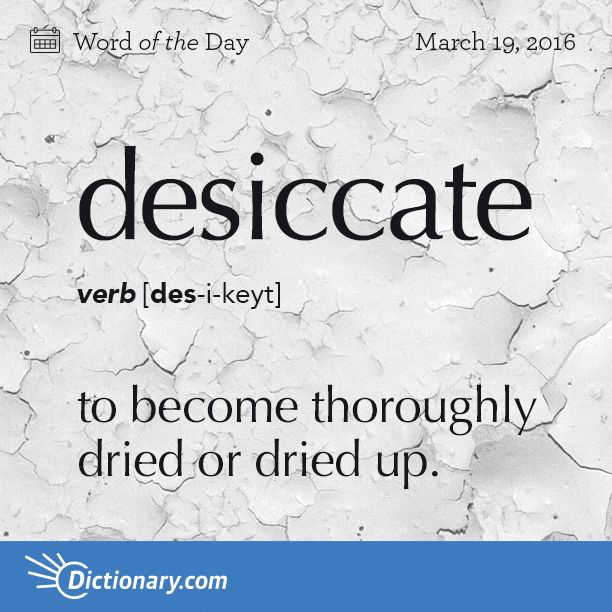 Word of the Day
March 19, 2016
desiccate
verb [des-i-keyt]
to become thoroughly
dried or dried up.
Dictionary.com